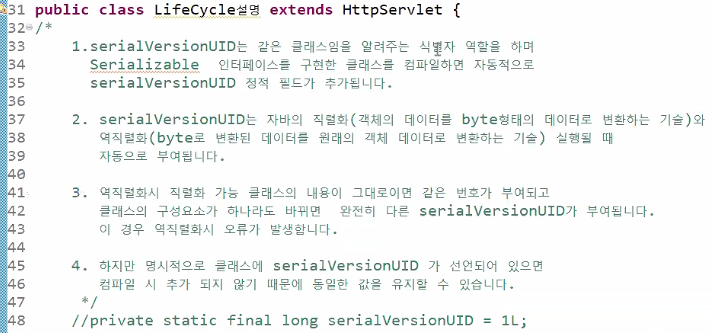 31 public class LifeCycle설명 extends HttpServlet {
32 /*
33 1.serialVersionUID는 같은 클래스임을 알려주는 식별자 역할을 하며
34 Serializable 인터페이스를 구현한 클래스를 컴파일하면 자동적으로
35 serialVersionUID 정적 필드가 추가됩니다.
36
37 2. serialVersionUID는 자바의 직렬화(객체의 데이터를 byte형태의 데이터로 변환하는 기술)와
38 역직렬화(byte로 변환된 데이터를 원래의 객체 데이터로 변환하는 기술) 실행될 때
39 자동으로 부여됩니다.
40
41 3. 역직렬화시 직렬화 가능 클래스의 내용이 그대로이면 같은 번호가 부여되고
42 클래스의 구성요소가 하나라도 바뀌면 완전히 다른 serialVersionUID가 부여됩니다.
43 이 경우 역직렬화시 오류가 발생합니다.
44
45 4. 하지만 명시적으로 클래스에 serialVersionUID 가 선언되어 있으면
46 컴파일 시 추가 되지 않기 때문에 동일한 값을 유지할 수 있습니다.
47 */
48 //private static final long serialVersionUID = 1L;